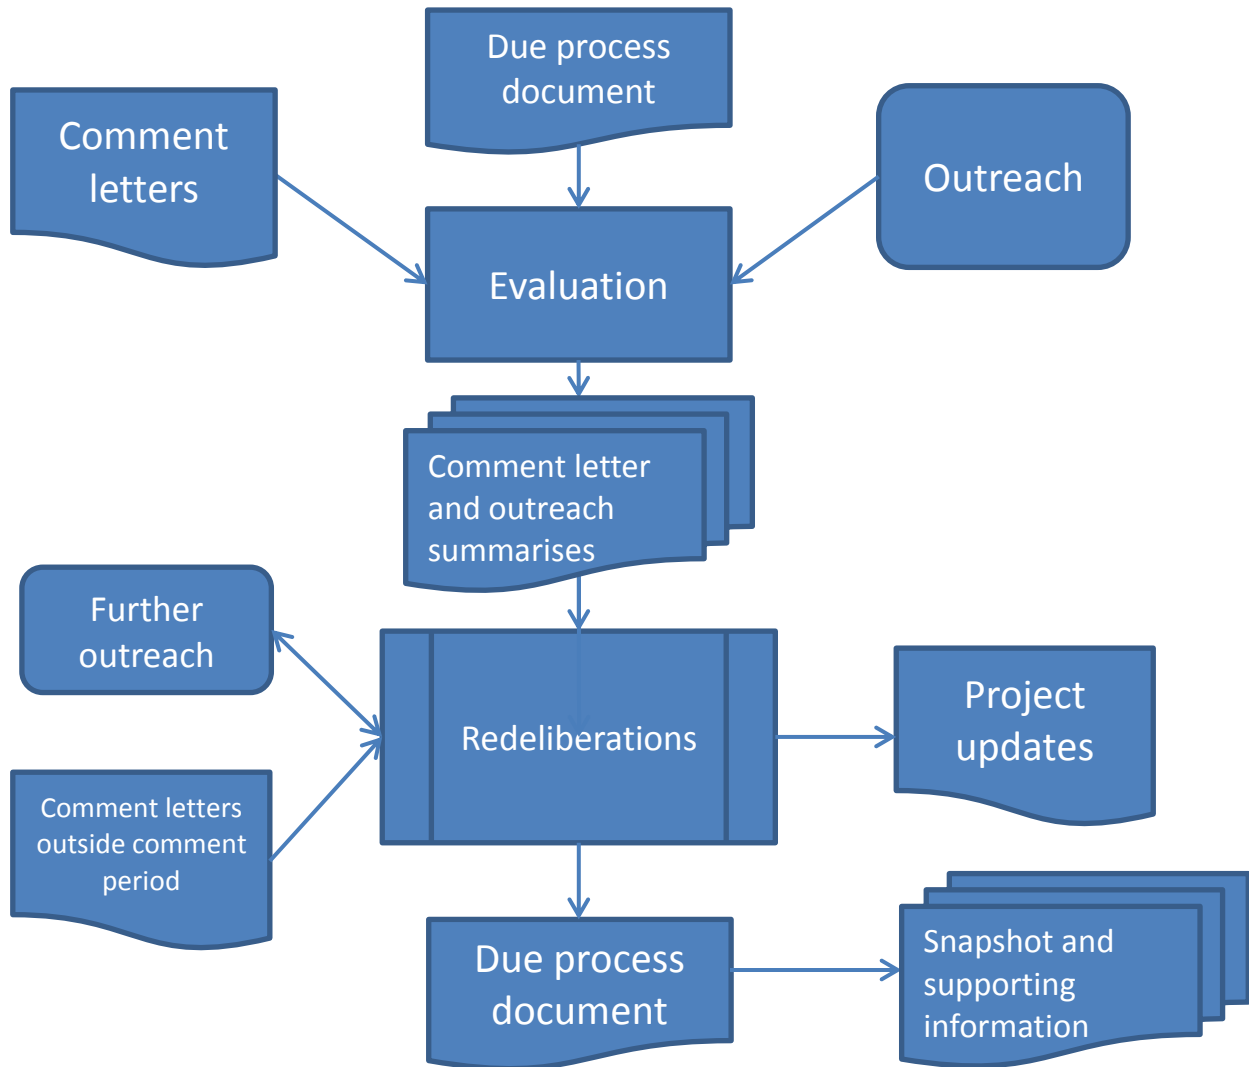 Due process
document
Comment
letters
Outreach
Evaluation
Comment letter
and outreach
summarises
Further
outreach
Redeliberations
Project
updates
Comment letters
outside comment
period
Due process
document
Snapshot and
supporting
information